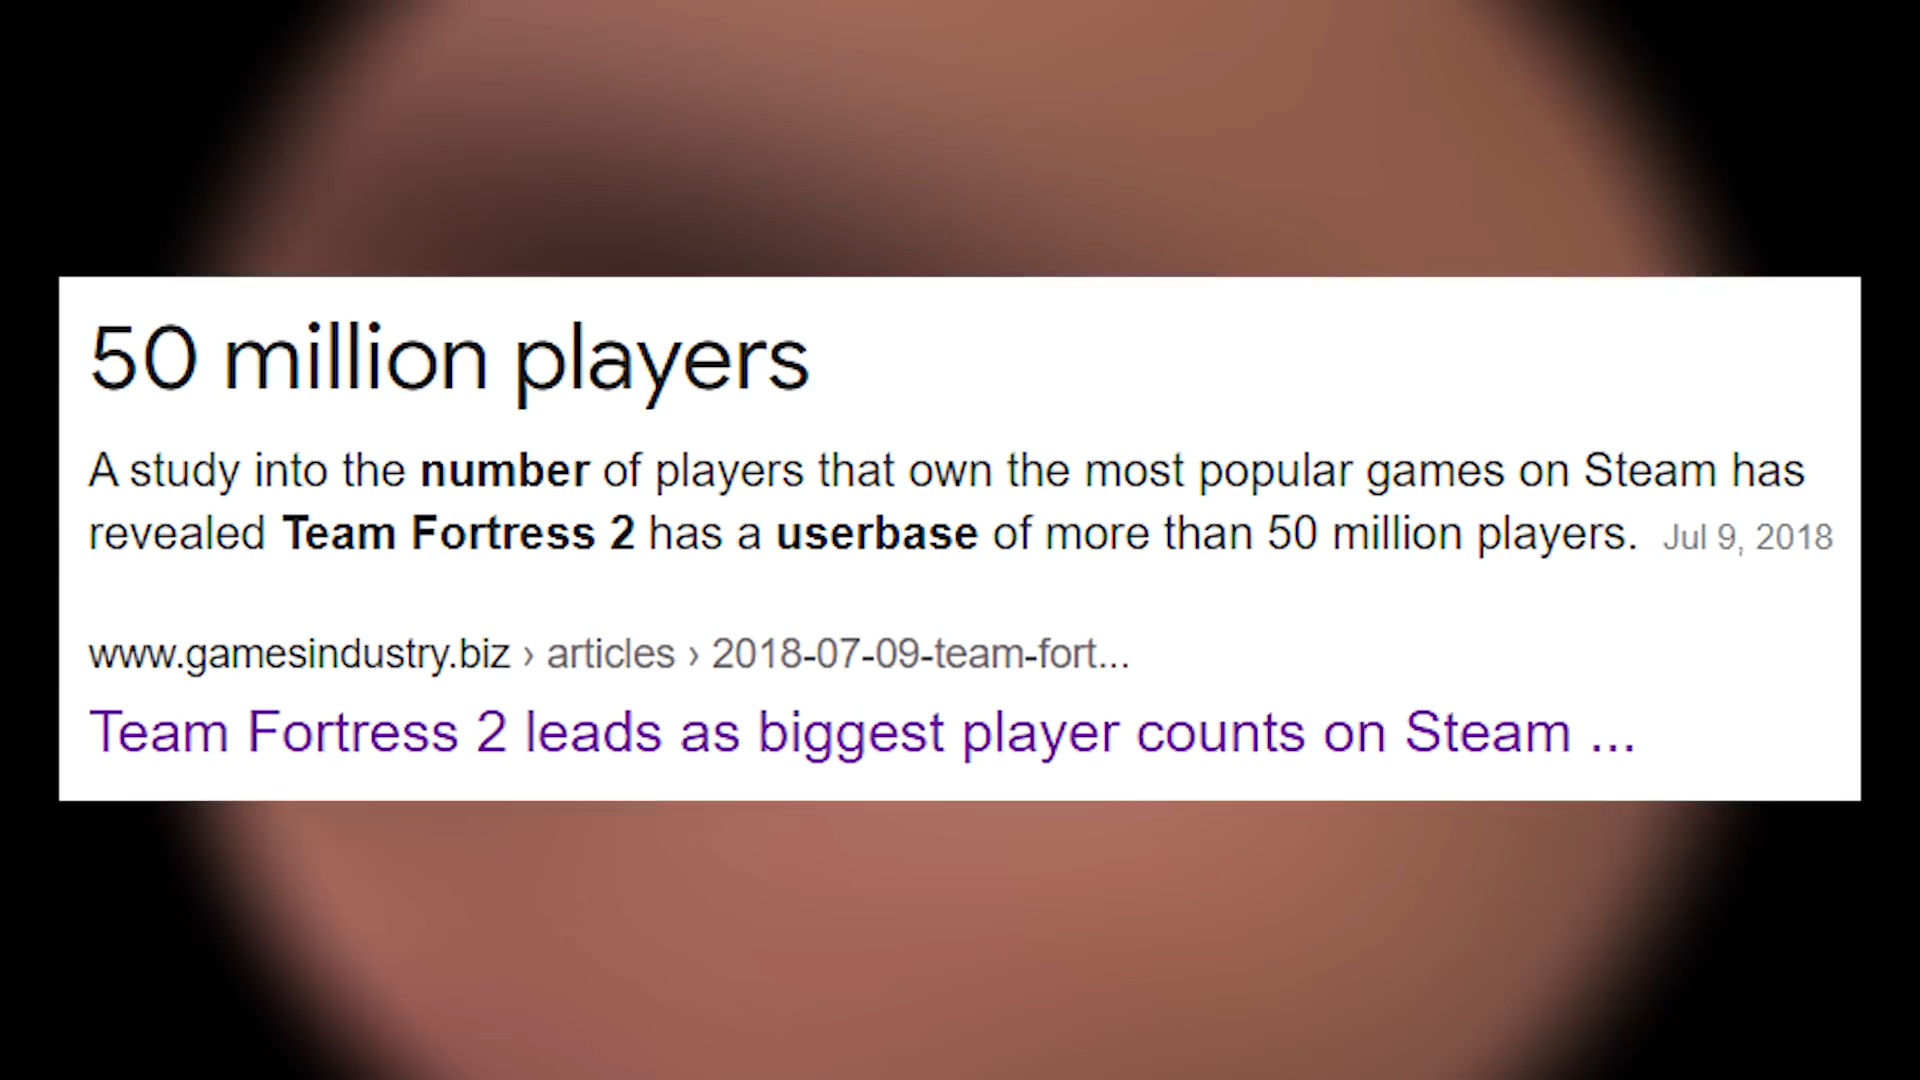 50 million players
A study into the number of players that own the most popular games on Steam has
revealed Team Fortress 2 has a userbase of more than 50 million players. Jul 9, 2018
www.gamesindustry.biz › articles › 2018-07-09-team-fort...
Team Fortress 2 leads as biggest player counts on Steam ...